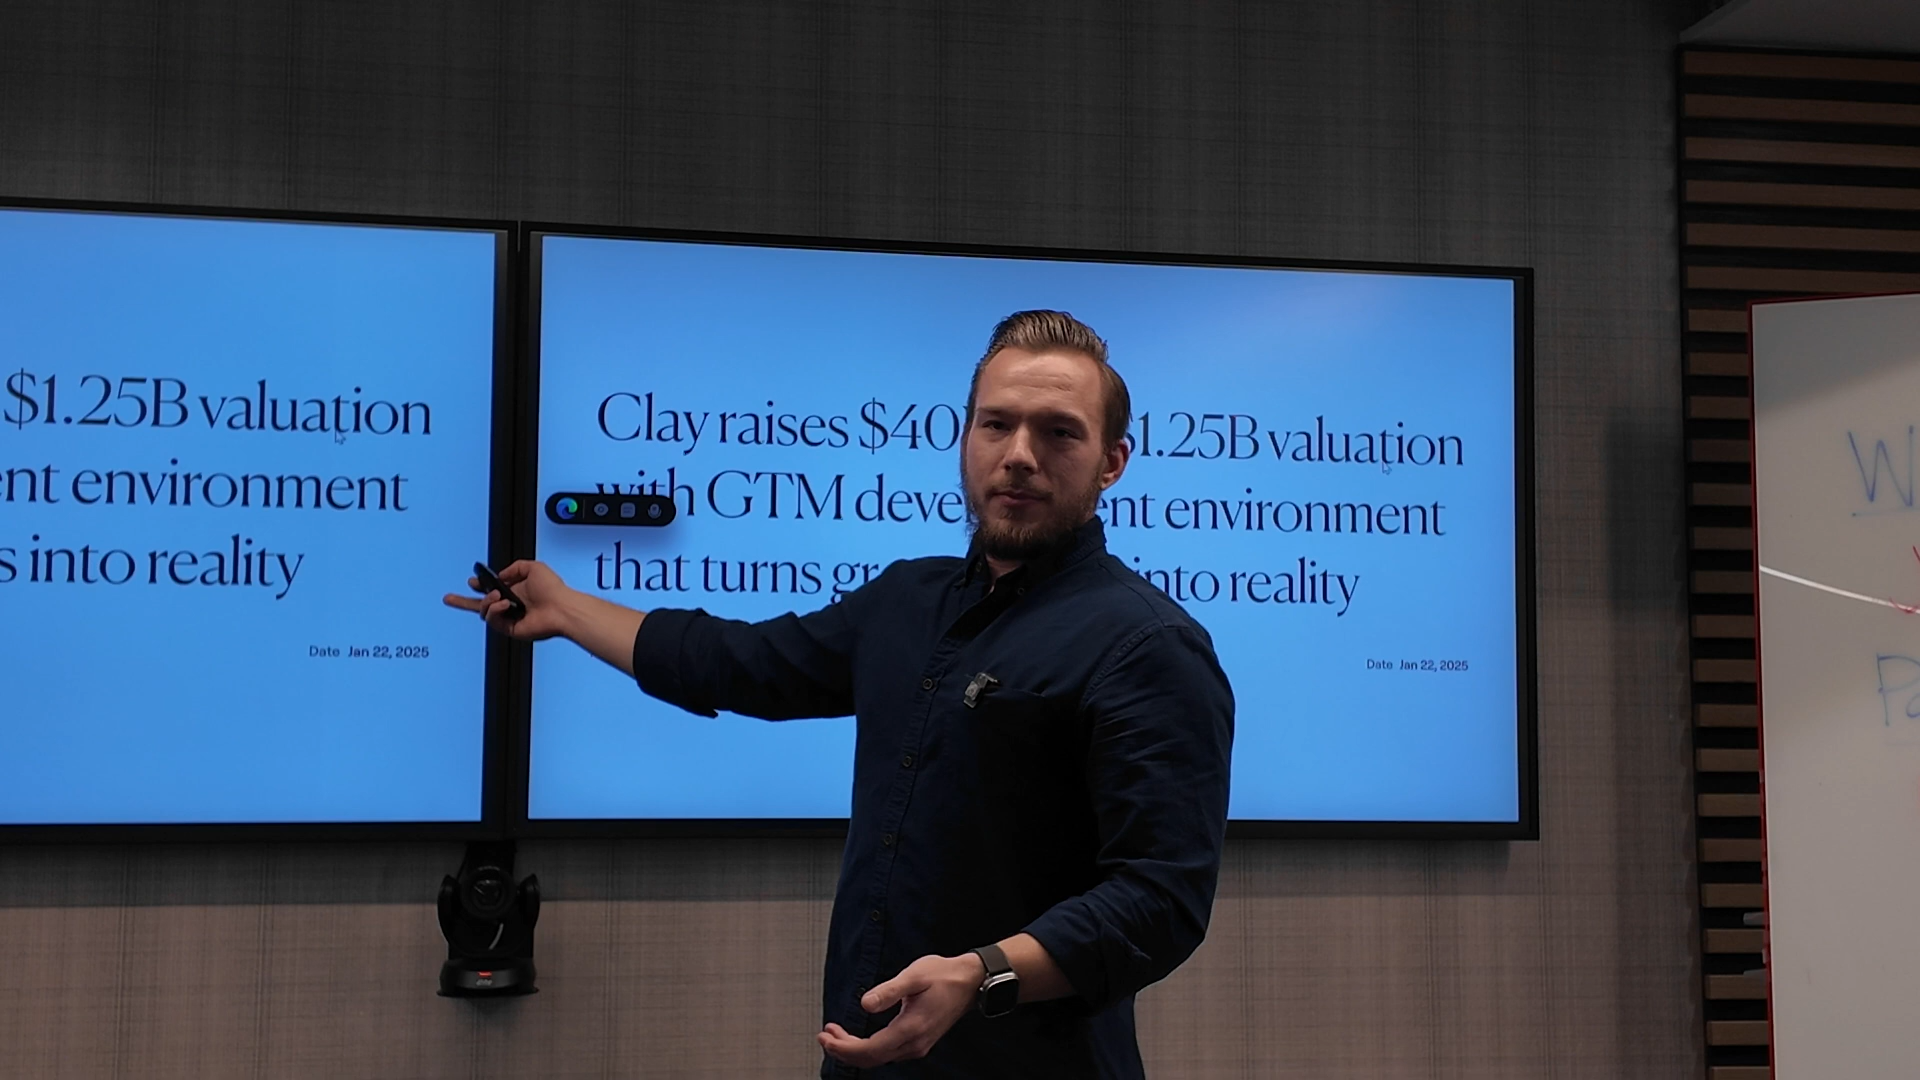 $1.25B valuation
ent environment
s into reality
Date Jan 22, 2025
Clay raises $40 $1.25B valuation
with GTM deve ent environment
that turns gr into reality
Date Jan 22, 2025